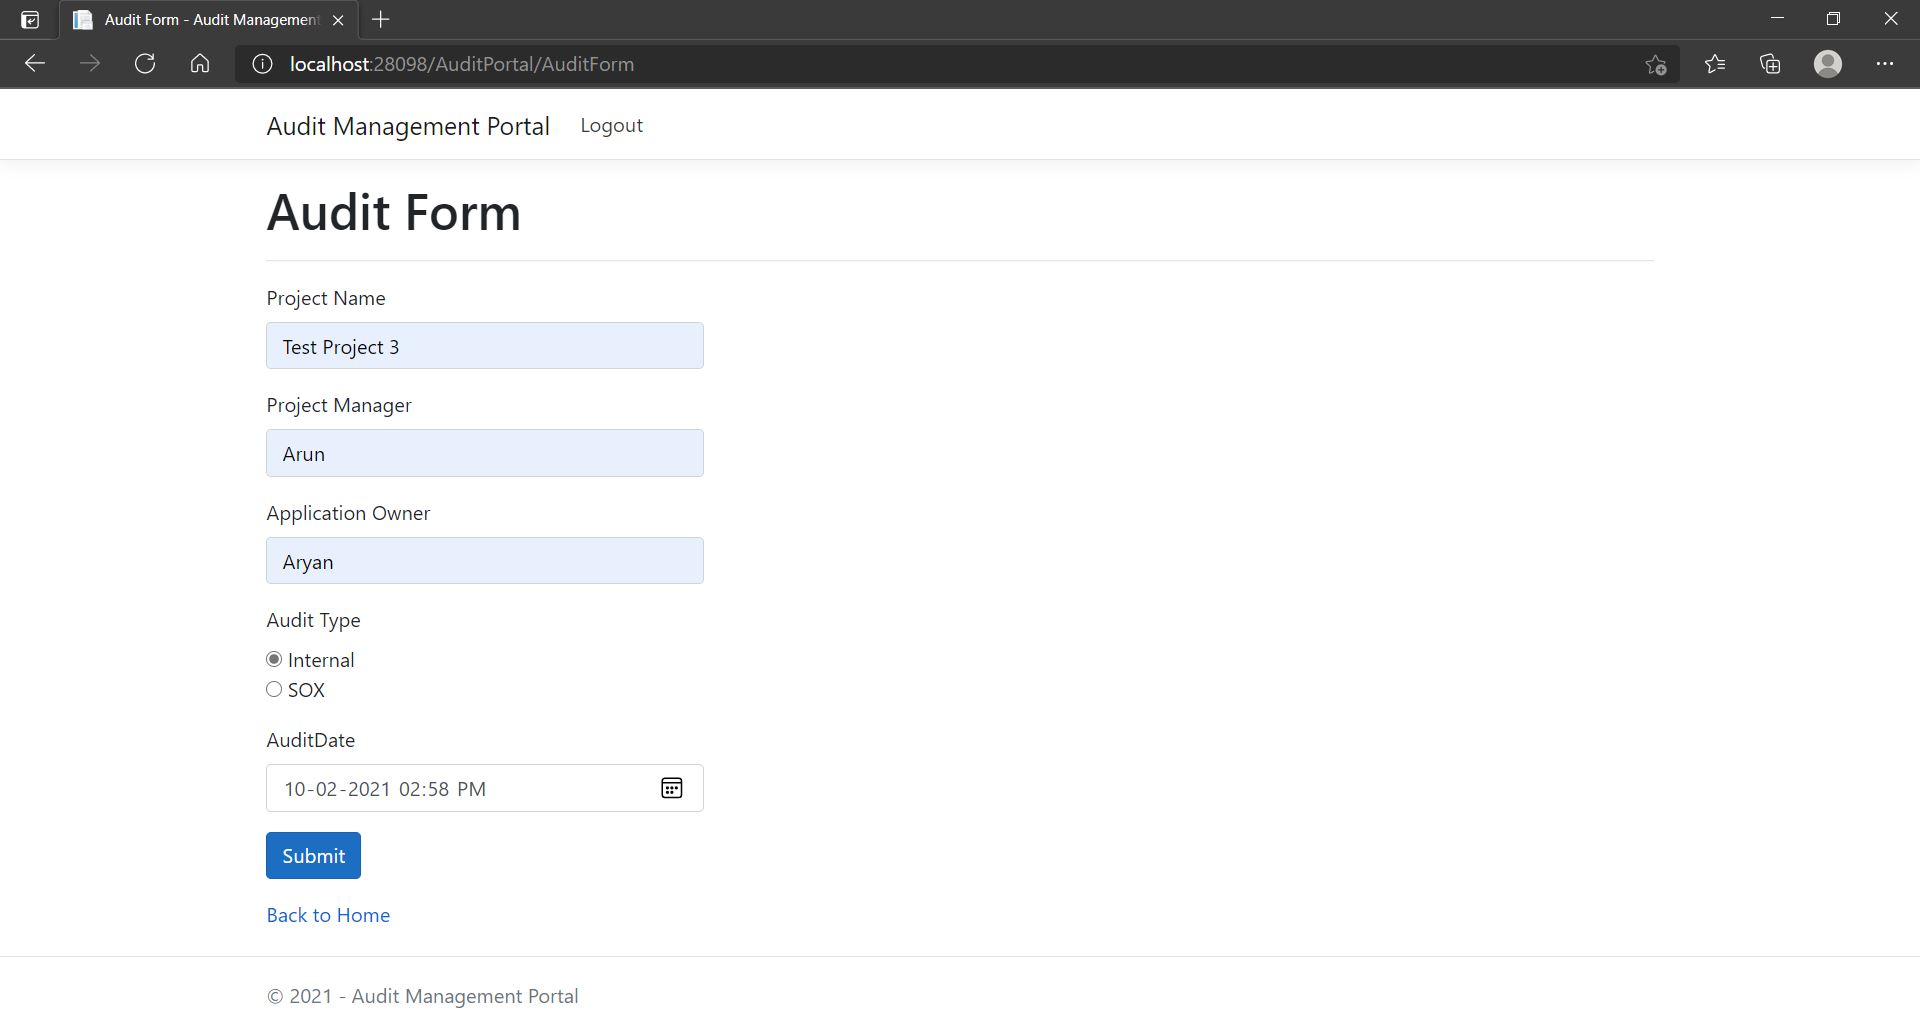 Audit Form - Audit Management
localhost:28098/AuditPortal/AuditForm
Audit Management Portal Logout
Audit Form
Project Name
Test Project 3
Project Manager
Arun
Application Owner
Aryan
Audit Type
Internal
SOX
AuditDate
10-02-2021 02:58 PM
Submit
Back to Home
© 2021 - Audit Management Portal